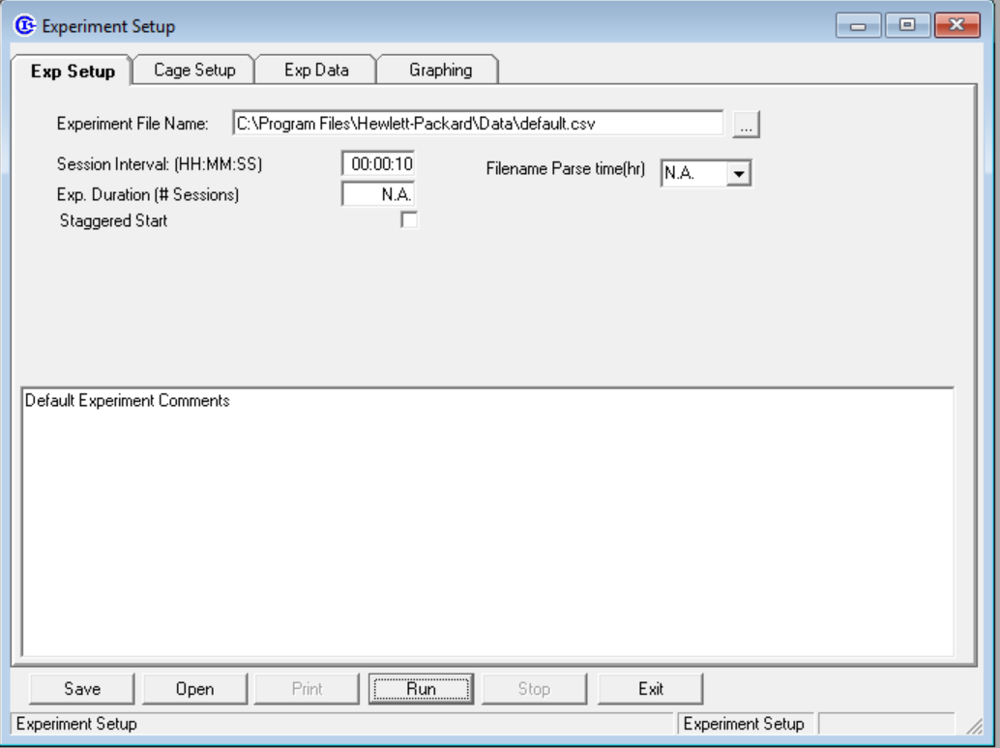 Experiment Setup
Exp Setup Cage Setup Exp Data Graphing
Experiment File Name: C:\Program Files\Hewlett-Packard\Data\default.csv ...
Session Interval: (HH:MM:SS) 00:00:10 Filename Parse time(hr) N.A.
Exp. Duration (# Sessions) N.A.
Staggered Start
Default Experiment Comments
Save Open Print Run Stop Exit
Experiment Setup Experiment Setup